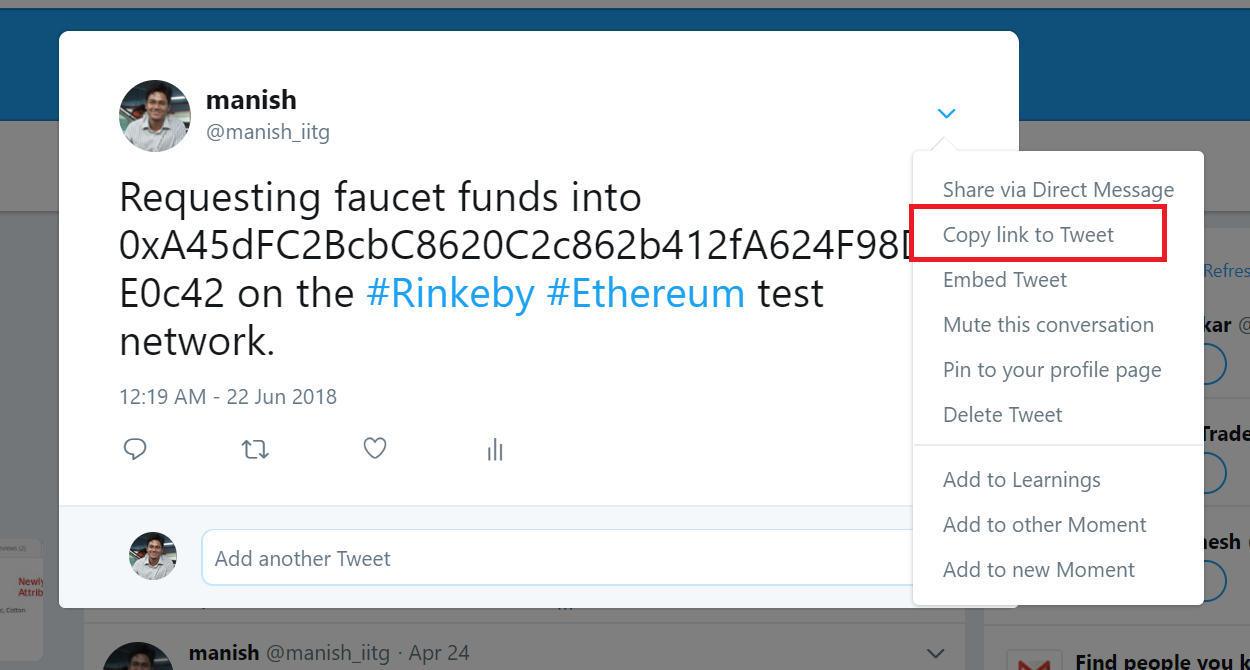 manish
@manish_iitg
Requesting faucet funds into
0xA45dFC2BcbC8620C2c862b412fA624F98
E0c42 on the #Rinkeby #Ethereum test
network.
12:19 AM - 22 Jun 2018
Share via Direct Message
Copy link to Tweet
Embed Tweet
Mute this conversation
Pin to your profile page
Delete Tweet
Add to Learnings
Add to other Moment
Add to new Moment
Add another Tweet
manish @manish_iitg · Apr 24
Refres
kar @
Trade
nesh
Find people you k
Newly
Attrib
c, Cotton